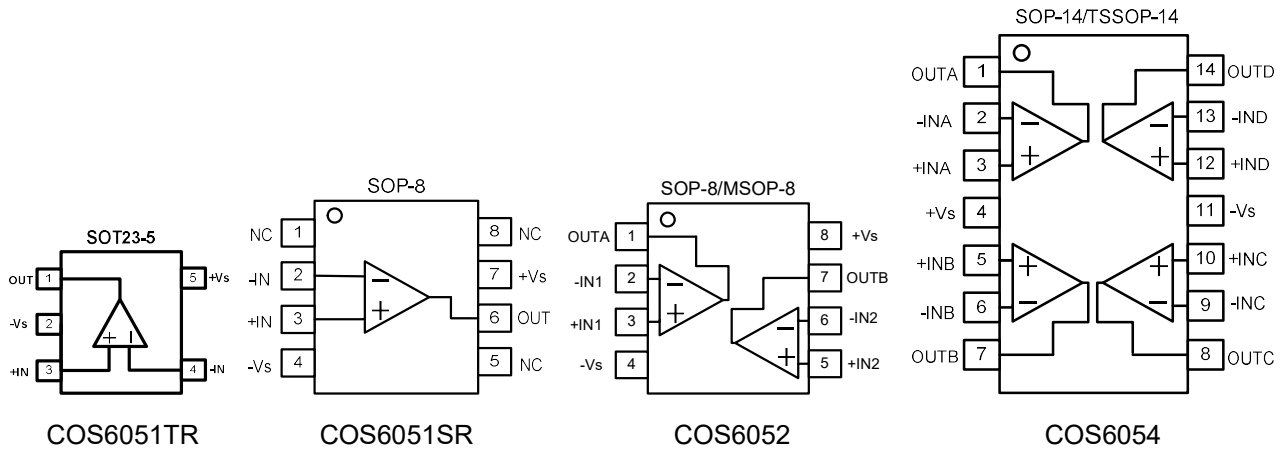 SOT23-5
OUT 1
5 +Vs
-Vs 2
+IN 3
4 -IN
+ −
COS6051TR
SOP-8
NC 1
8 NC
-IN 2
7 +Vs
+IN 3
6 OUT
-Vs 4
5 NC
−
+
COS6051SR
SOP-8/MSOP-8
OUTA 1
8 +Vs
-IN1 2
7 OUTB
+IN1 3
6 -IN2
-Vs 4
5 +IN2
− −
+ +
COS6052
SOP-14/TSSOP-14
OUTA 1
14 OUTD
-INA 2
13 -IND
+INA 3
12 +IND
+Vs 4
11 -Vs
+INB 5
10 +INC
-INB 6
9 -INC
OUTB 7
8 OUTC
− −
+ +
+ +
− −
COS6054